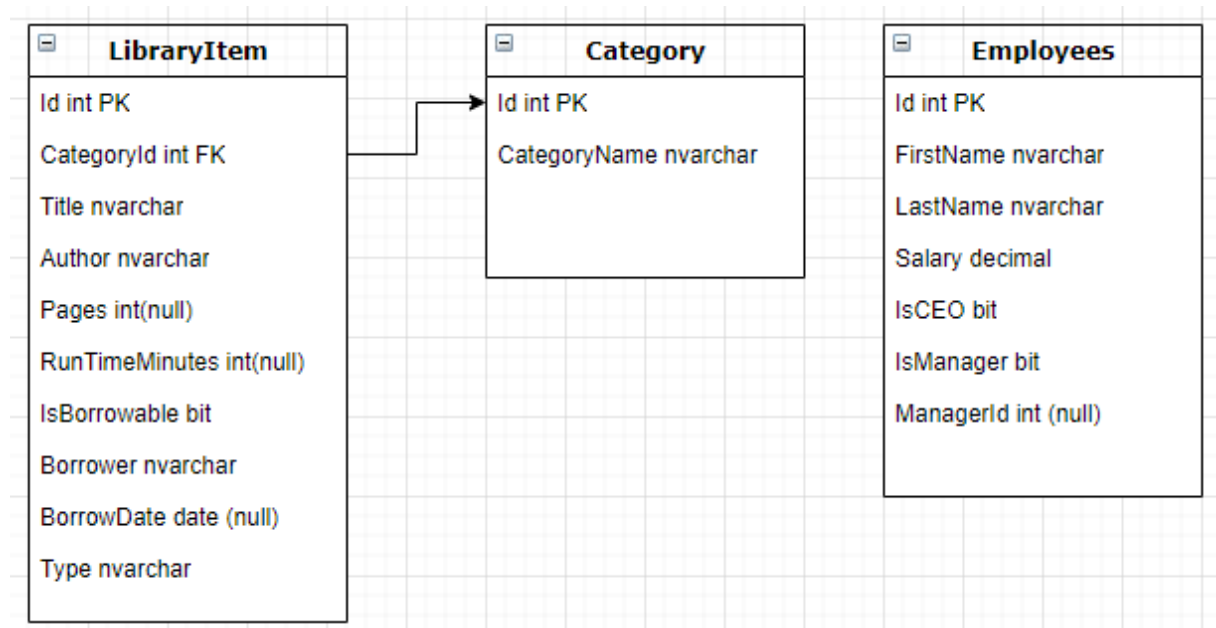 LibraryItem
Id int PK
CategoryId int FK
Title nvarchar
Author nvarchar
Pages int(null)
RunTimeMinutes int(null)
IsBorrowable bit
Borrower nvarchar
BorrowDate date (null)
Type nvarchar
Category
Id int PK
CategoryName nvarchar
Employees
Id int PK
FirstName nvarchar
LastName nvarchar
Salary decimal
IsCEO bit
IsManager bit
ManagerId int (null)